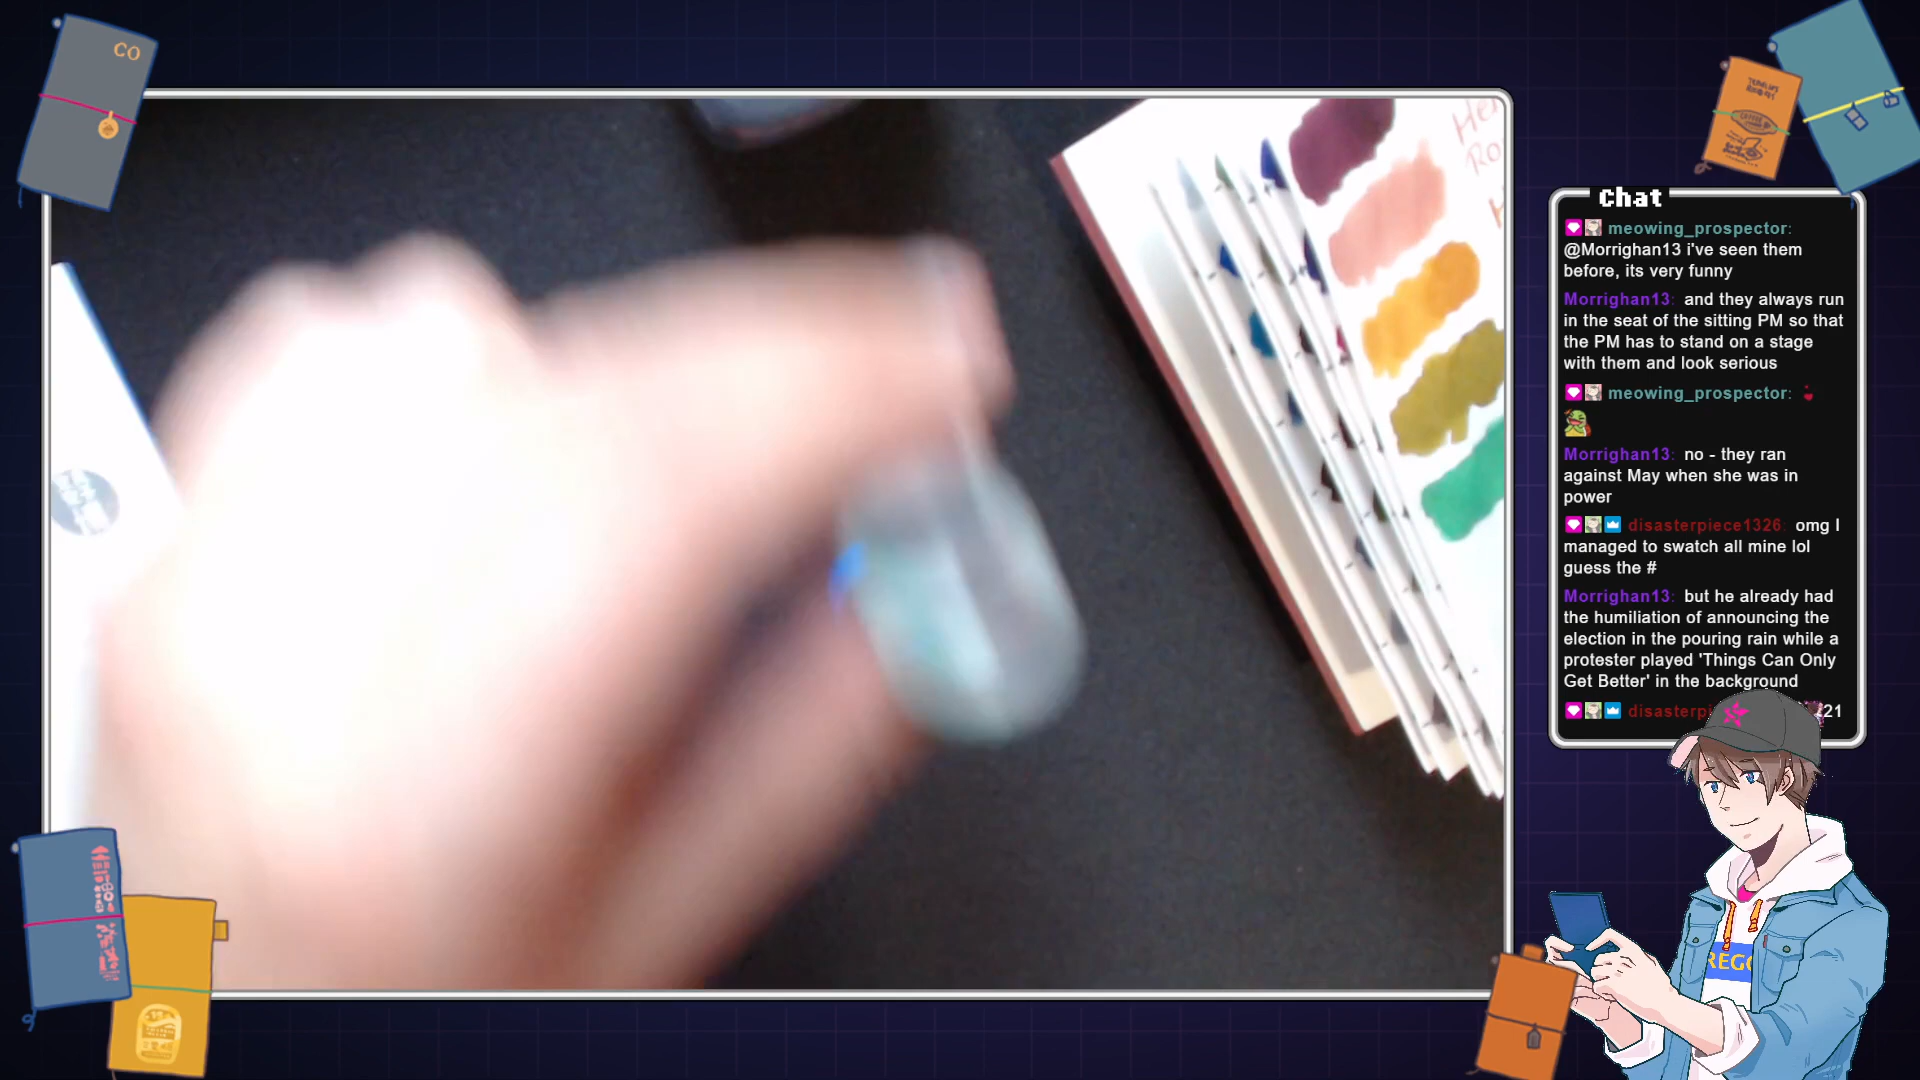 CO
Chat
meowing_prospector:
@Morrighan13 i've seen them
before, its very funny
Morrighan13: and they always run
in the seat of the sitting PM so that
the PM has to stand on a stage
with them and look serious
meowing_prospector:
Morrighan13: no - they ran
against May when she was in
power
disasterpiece1326: omg I
managed to swatch all mine lol
guess the #
Morrighan13: but he already had
the humiliation of announcing the
election in the pouring rain while a
protester played 'Things Can Only
Get Better' in the background
REGO